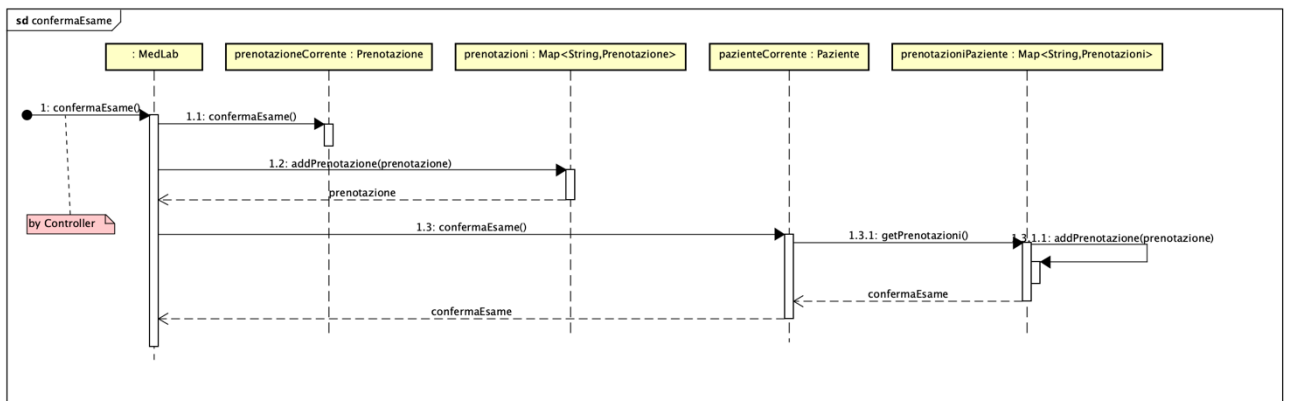 sd confermaEsame
: MedLab
prenotazioneCorrente : Prenotazione
prenotazioni : Map<String,Prenotazione>
pazienteCorrente : Paziente
prenotazioniPaziente : Map<String,Prenotazioni>
1: confermaEsame()
1.1: confermaEsame()
1.2: addPrenotazione(prenotazione)
prenotazione
by Controller
1.3: confermaEsame()
1.3.1: getPrenotazioni()
1.3.1.1: addPrenotazione(prenotazione)
confermaEsame
confermaEsame